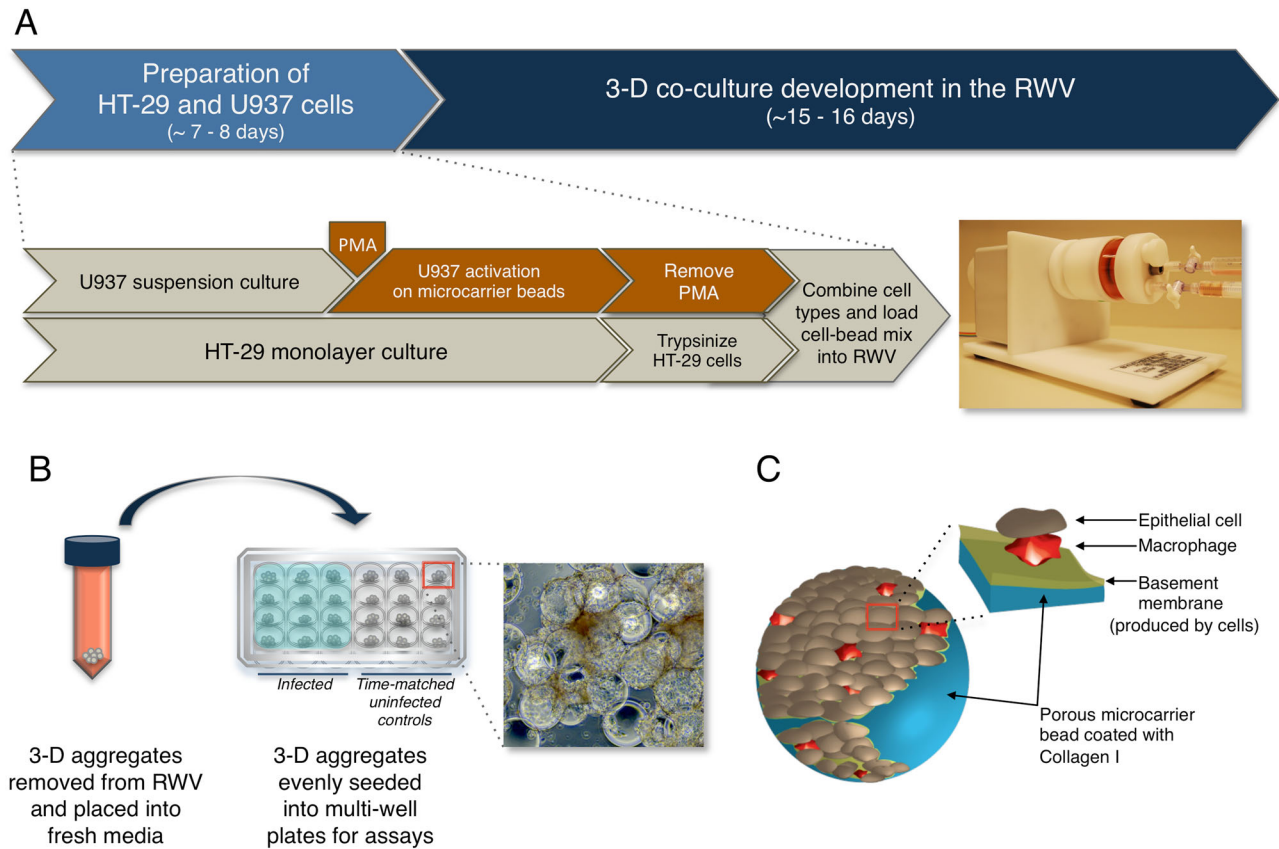 A
Preparation of
HT-29 and U937 cells
(~ 7 - 8 days)
3-D co-culture development in the RWV
(~15 - 16 days)
PMA
U937 suspension culture
U937 activation
on microcarrier beads
Remove
PMA
HT-29 monolayer culture
Trypsinize
HT-29 cells
Combine cell
types and load
cell-bead mix
into RWV
B
Infected
Time-matched
uninfected
controls
3-D aggregates
removed from RWV
and placed into
fresh media
3-D aggregates
evenly seeded
into multi-well
plates for assays
C
Epithelial cell
Macrophage
Basement
membrane
(produced by cells)
Porous microcarrier
bead coated with
Collagen I